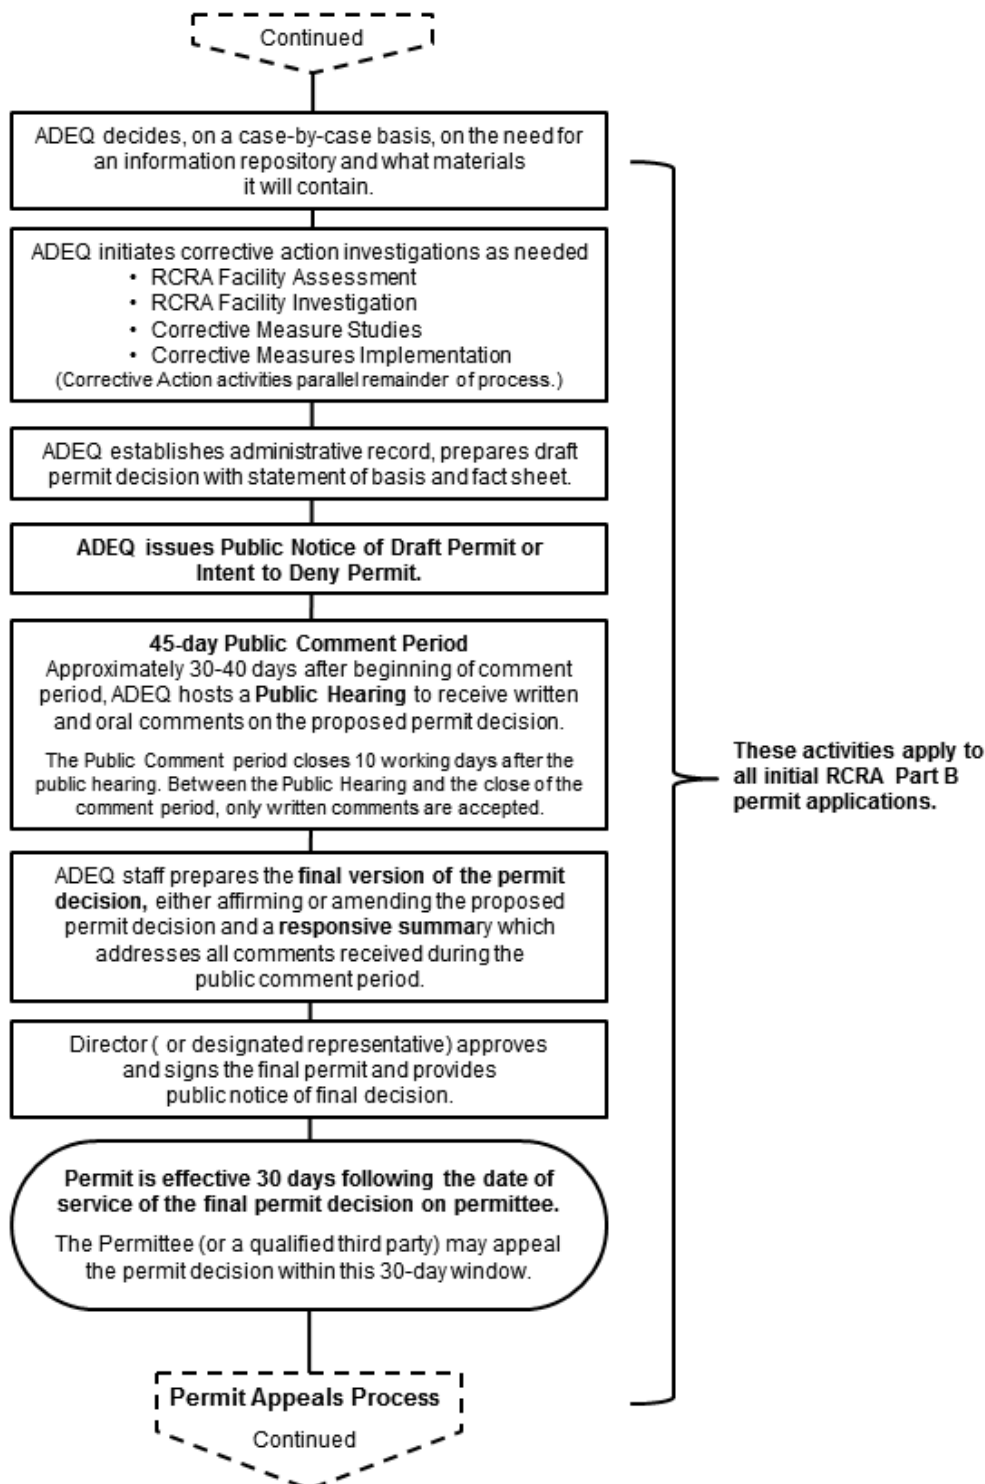 Continued
ADEQ decides, on a case-by-case basis, on the need for
an information repository and what materials
it will contain.
ADEQ initiates corrective action investigations as needed
• RCRA Facility Assessment
• RCRA Facility Investigation
• Corrective Measure Studies
• Corrective Measures Implementation
(Corrective Action activities parallel remainder of process.)
ADEQ establishes administrative record, prepares draft
permit decision with statement of basis and fact sheet.
ADEQ issues Public Notice of Draft Permit or
Intent to Deny Permit.
45-day Public Comment Period
Approximately 30-40 days after beginning of comment
period, ADEQ hosts a Public Hearing to receive written
and oral comments on the proposed permit decision.
The Public Comment period closes 10 working days after the
public hearing. Between the Public Hearing and the close of the
comment period, only written comments are accepted.
These activities apply to
all initial RCRA Part B
permit applications.
ADEQ staff prepares the final version of the permit
decision, either affirming or amending the proposed
permit decision and a responsive summary which
addresses all comments received during the
public comment period.
Director ( or designated representative) approves
and signs the final permit and provides
public notice of final decision.
Permit is effective 30 days following the date of
service of the final permit decision on permittee.
The Permittee (or a qualified third party) may appeal
the permit decision within this 30-day window.
Permit Appeals Process
Continued